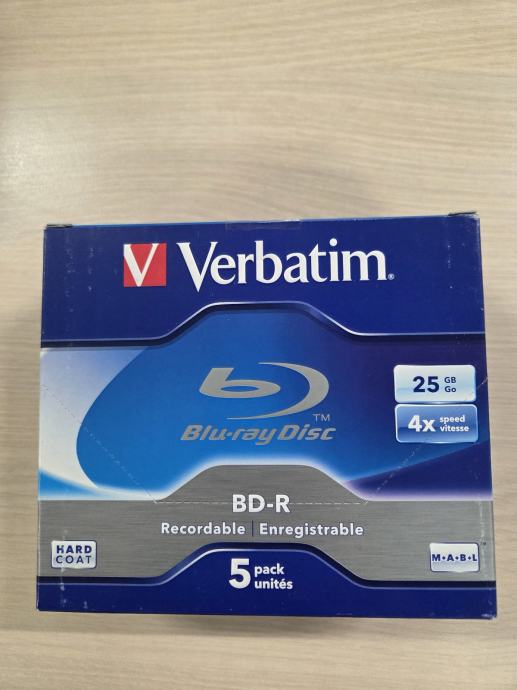 V Verbatim®
25 GB
Go
4x speed
vitesse
TM
Blu-ray Disc
BD-R
Recordable | Enregistrable
HARD
COAT
M•A•B•L
5 pack
unités